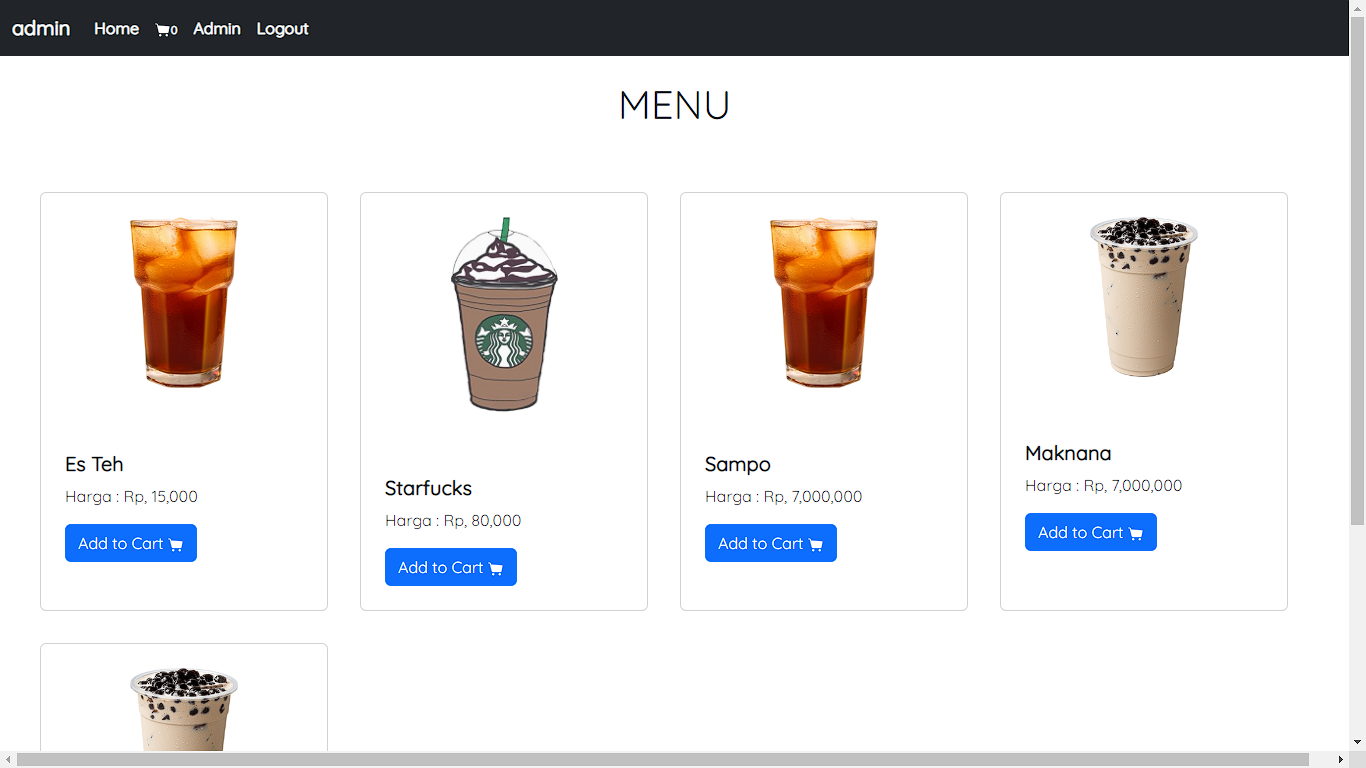 admin Home 0 Admin Logout
MENU
Es Teh
Harga : Rp, 15,000
Add to Cart
Starfucks
Harga : Rp, 80,000
Add to Cart
Sampo
Harga : Rp, 7,000,000
Add to Cart
Maknana
Harga : Rp, 7,000,000
Add to Cart